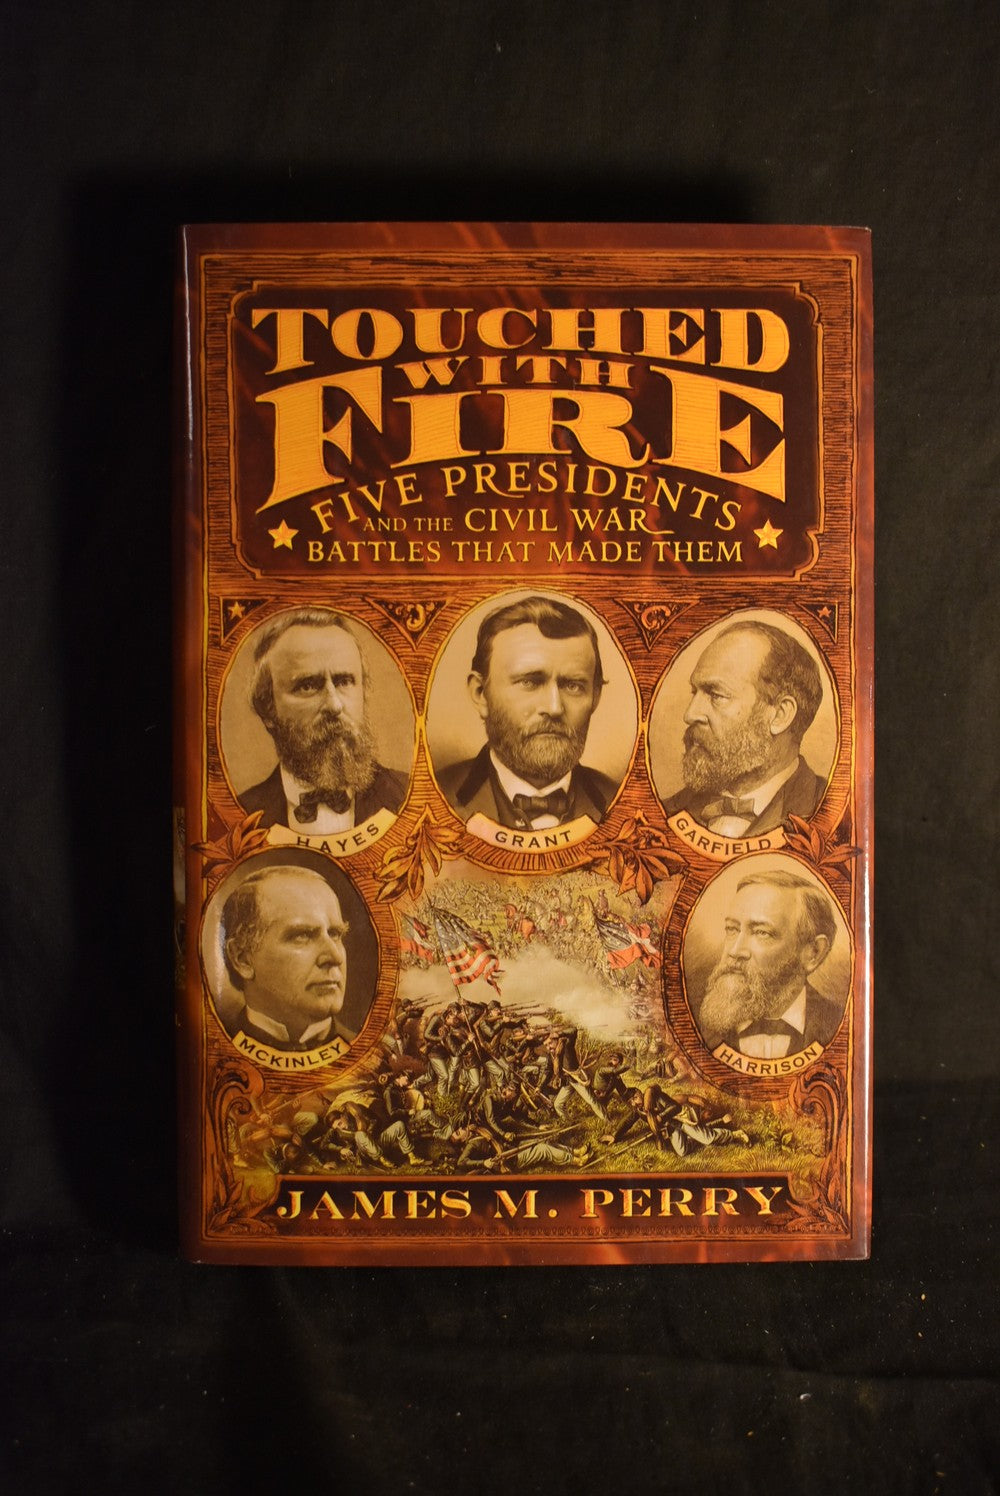 TOUCHED
WITH
FIRE
FIVE PRESIDENTS
AND THE CIVIL WAR
BATTLES THAT MADE THEM
HAYES
GRANT
GARFIELD
MCKINLEY
HARRISON
JAMES M. PERRY